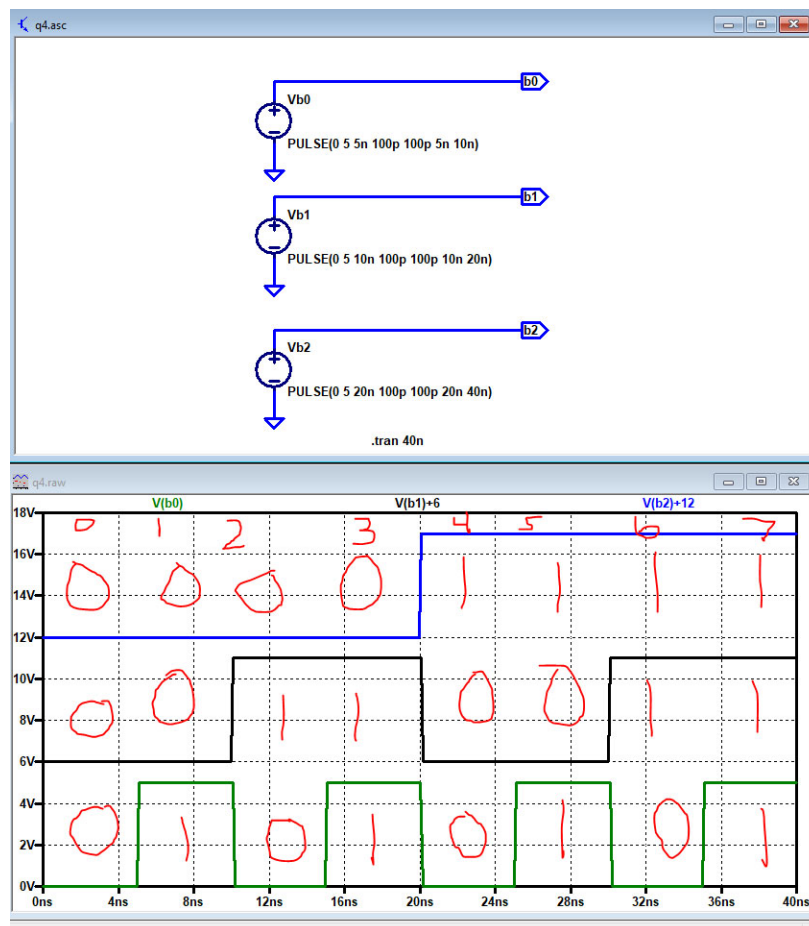 q4.asc
b0
Vb0
PULSE(0 5 5n 100p 100p 5n 10n)
b1
Vb1
PULSE(0 5 10n 100p 100p 10n 20n)
b2
Vb2
PULSE(0 5 20n 100p 100p 20n 40n)
.tran 40n
q4.raw
V(b0) V(b1)+6 V(b2)+12
18V
0 1 2 3 4 5 6 7
16V
14V
0 0 0 0 1 1 1 1
12V
10V
8V
0 0 1 1 0 0 1 1
6V
4V
2V
0 1 0 1 0 1 0 1
0V
0ns 4ns 8ns 12ns 16ns 20ns 24ns 28ns 32ns 36ns 40ns